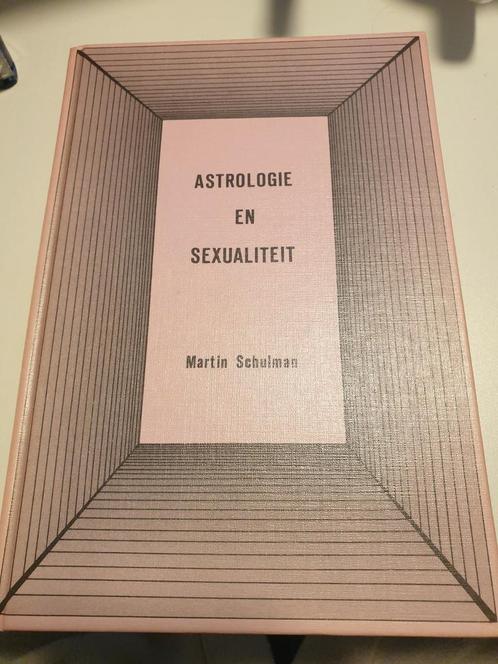 ASTROLOGIE
EN
SEXUALITEIT
Martin Schulman